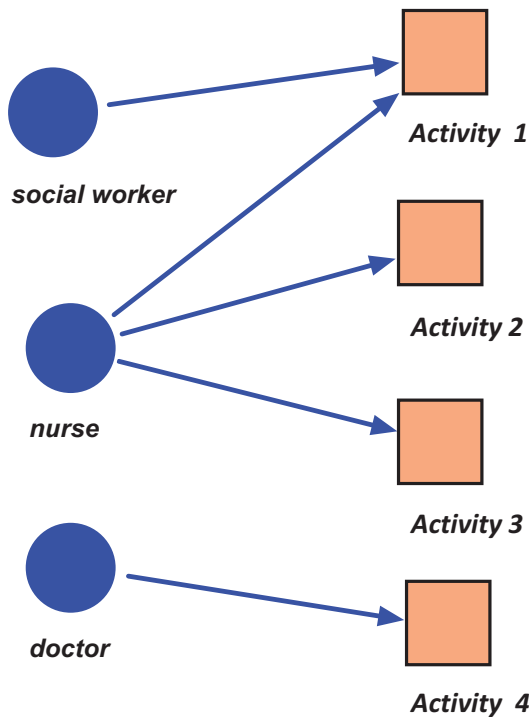 Activity 1
social worker
Activity 2
nurse
Activity 3
doctor
Activity 4